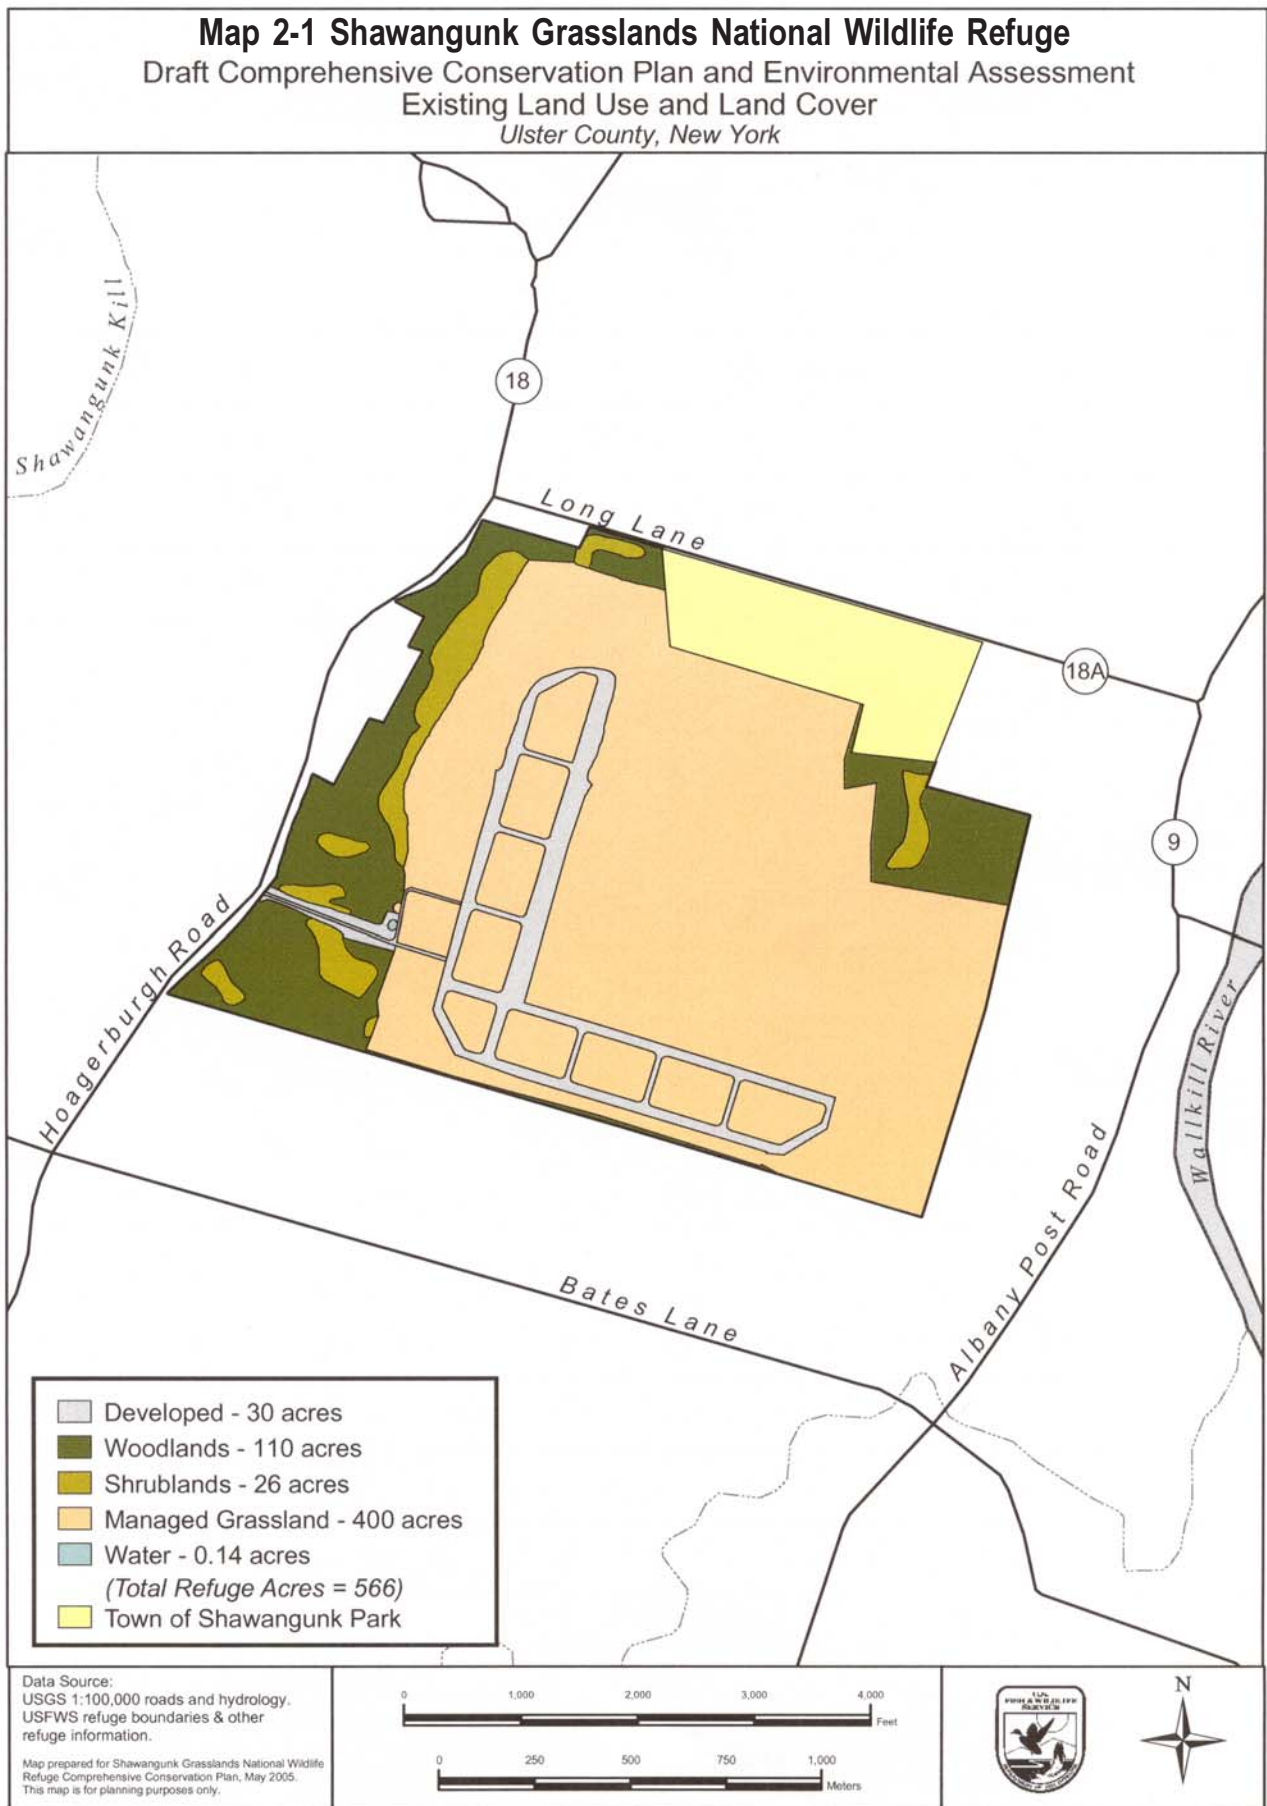 Map 2-1 Shawangunk Grasslands National Wildlife Refuge
Draft Comprehensive Conservation Plan and Environmental Assessment
Existing Land Use and Land Cover
Ulster County, New York
Shawangunk Kill
18
Long Lane
18A
9
Hoagerburgh Road
Wallkill River
Albany Post Road
Bates Lane
Developed - 30 acres
Woodlands - 110 acres
Shrublands - 26 acres
Managed Grassland - 400 acres
Water - 0.14 acres
(Total Refuge Acres = 566)
Town of Shawangunk Park
Data Source:
USGS 1:100,000 roads and hydrology.
USFWS refuge boundaries & other
refuge information.
Map prepared for Shawangunk Grasslands National Wildlife
Refuge Comprehensive Conservation Plan, May 2005.
This map is for planning purposes only.
0 1,000 2,000 3,000 4,000
Feet
0 250 500 750 1,000
Meters
U.S.
FISH & WILDLIFE
SERVICE
N